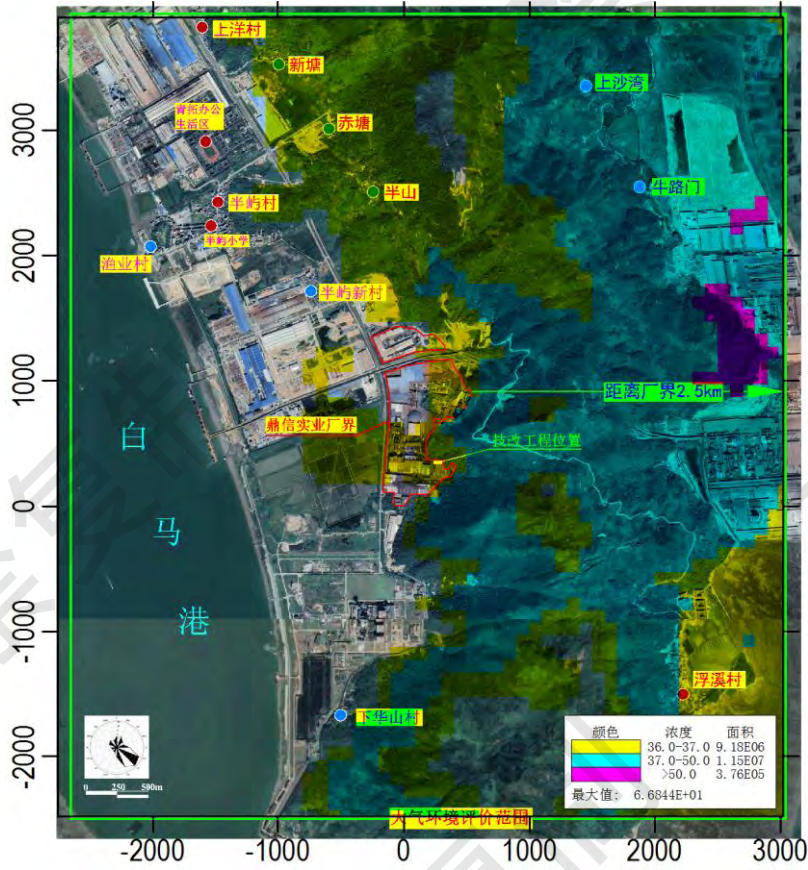 上洋村
新塘
上沙湾
青拓办公
生活区
赤塘
3000
牛路门
半山
半屿村
半屿小学
2000
渔业村
半屿新村
1000
距离厂界2.5km
鼎信实业厂界
技改工程位置
白
马
港
0
-1000
浮溪村
下华山村
颜色 浓度 面积
36.0-37.0 9.18E06
37.0-50.0 1.15E07
>50.0 3.76E05
最大值: 6.6844E+01
-2000
0 250 500m
大气环境评价范围
-2000 -1000 0 1000 2000 3000